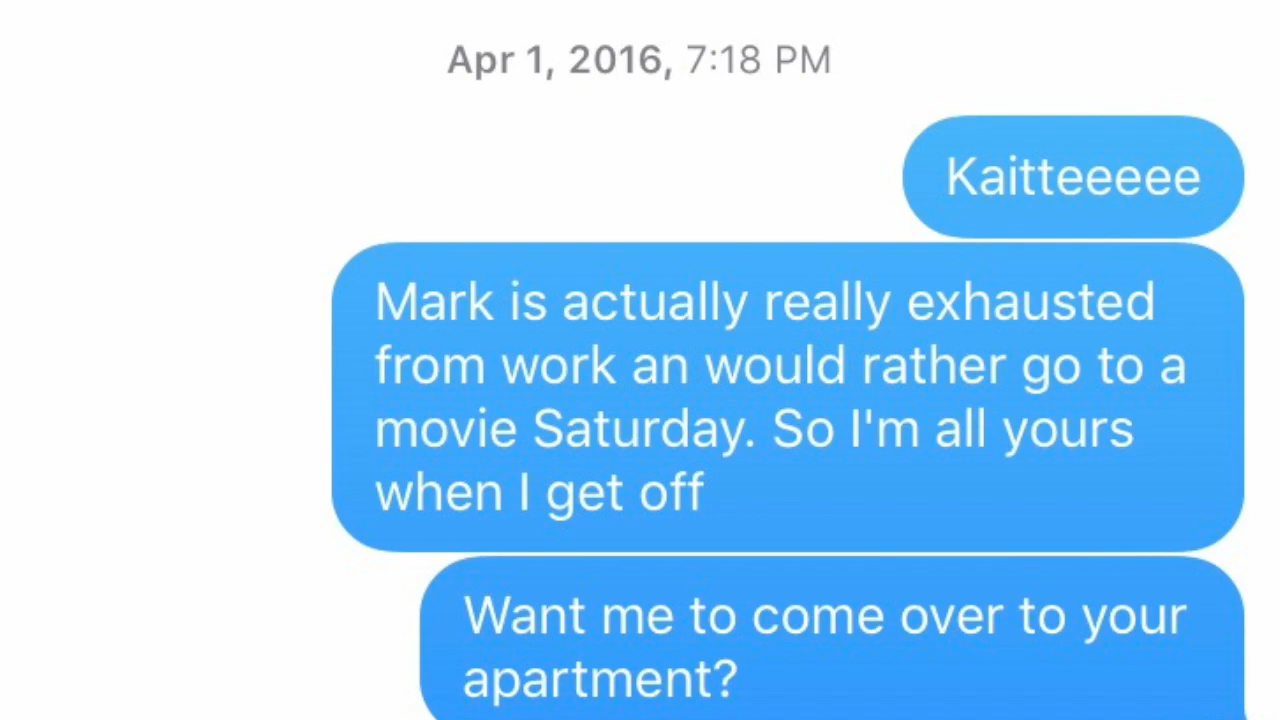 Apr 1, 2016, 7:18 PM
Kaitteeeee
Mark is actually really exhausted
from work an would rather go to a
movie Saturday. So I'm all yours
when I get off
Want me to come over to your
apartment?